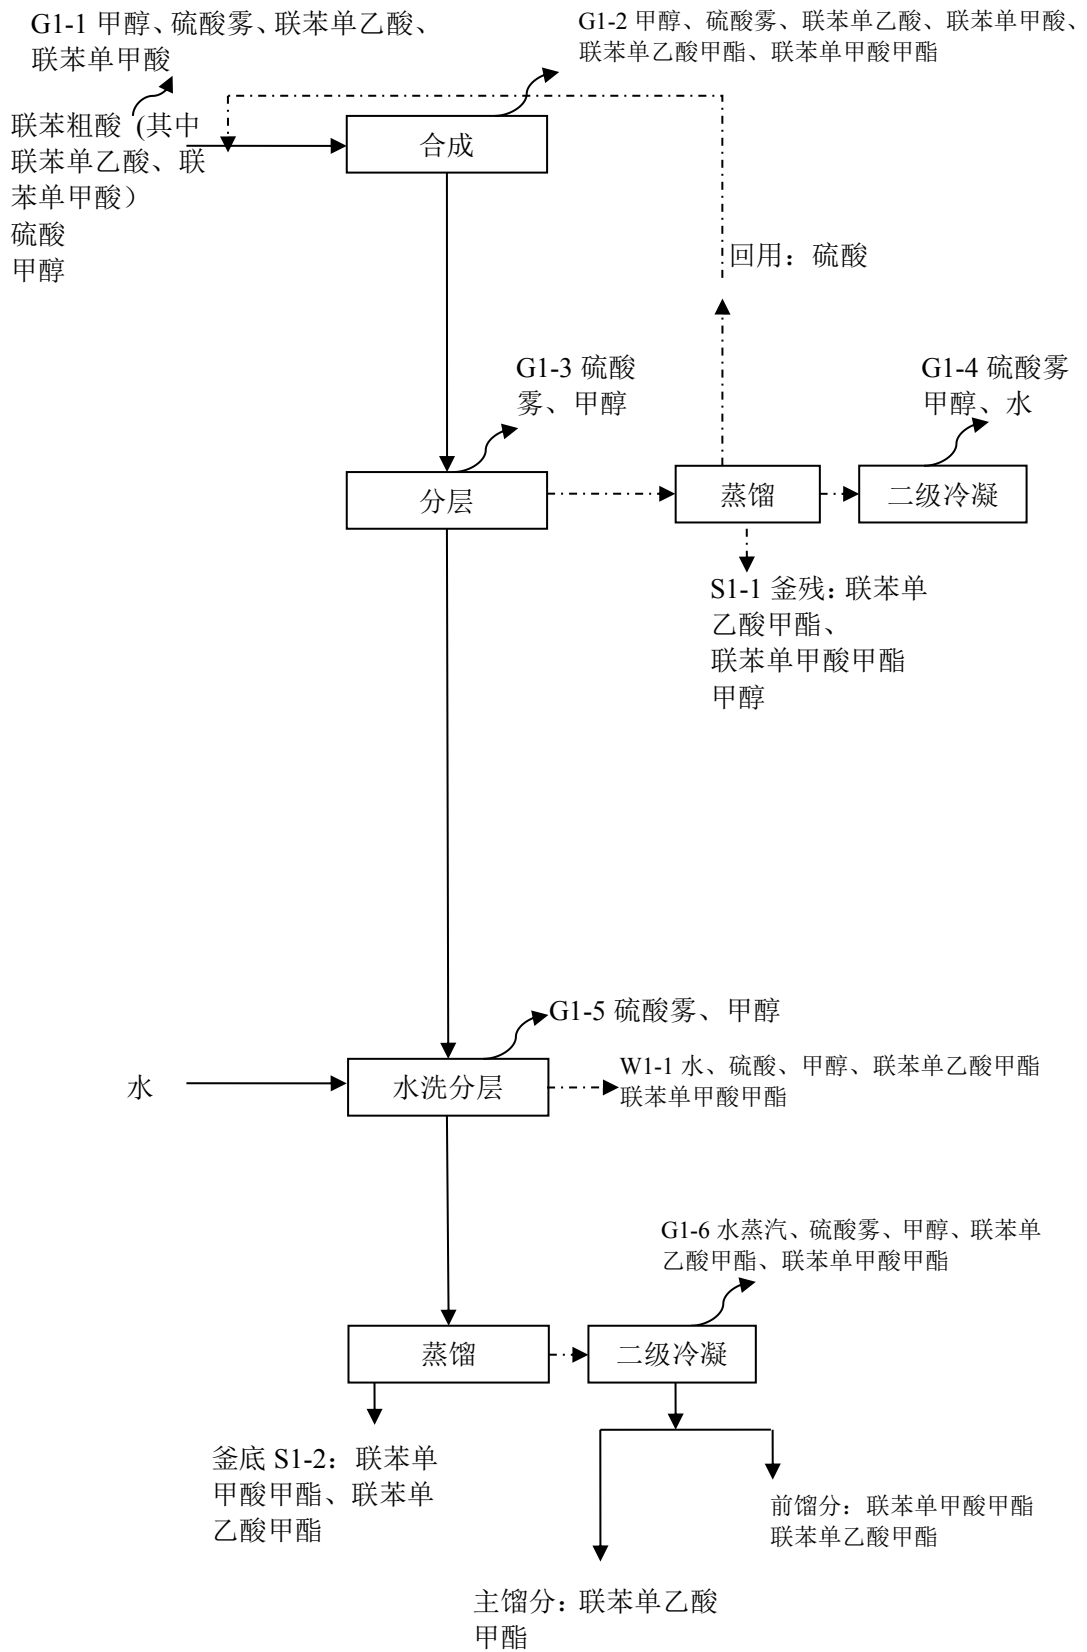 G1-1 甲醇、硫酸雾、联苯单乙酸、
联苯单甲酸
G1-2 甲醇、硫酸雾、联苯单乙酸、联苯单甲酸、
联苯单乙酸甲酯、联苯单甲酸甲酯
联苯粗酸（其中
联苯单乙酸、联
苯单甲酸）
硫酸
甲醇
合成
回用：硫酸
G1-3 硫酸
雾、甲醇
G1-4 硫酸雾
甲醇、水
分层
蒸馏
二级冷凝
S1-1 釜残：联苯单
乙酸甲酯、
联苯单甲酸甲酯
甲醇
G1-5 硫酸雾、甲醇
水
水洗分层
W1-1 水、硫酸、甲醇、联苯单乙酸甲酯
联苯单甲酸甲酯
G1-6 水蒸汽、硫酸雾、甲醇、联苯单
乙酸甲酯、联苯单甲酸甲酯
蒸馏
二级冷凝
釜底 S1-2：联苯单
甲酸甲酯、联苯单
乙酸甲酯
前馏分：联苯单甲酸甲酯
联苯单乙酸甲酯
主馏分：联苯单乙酸
甲酯